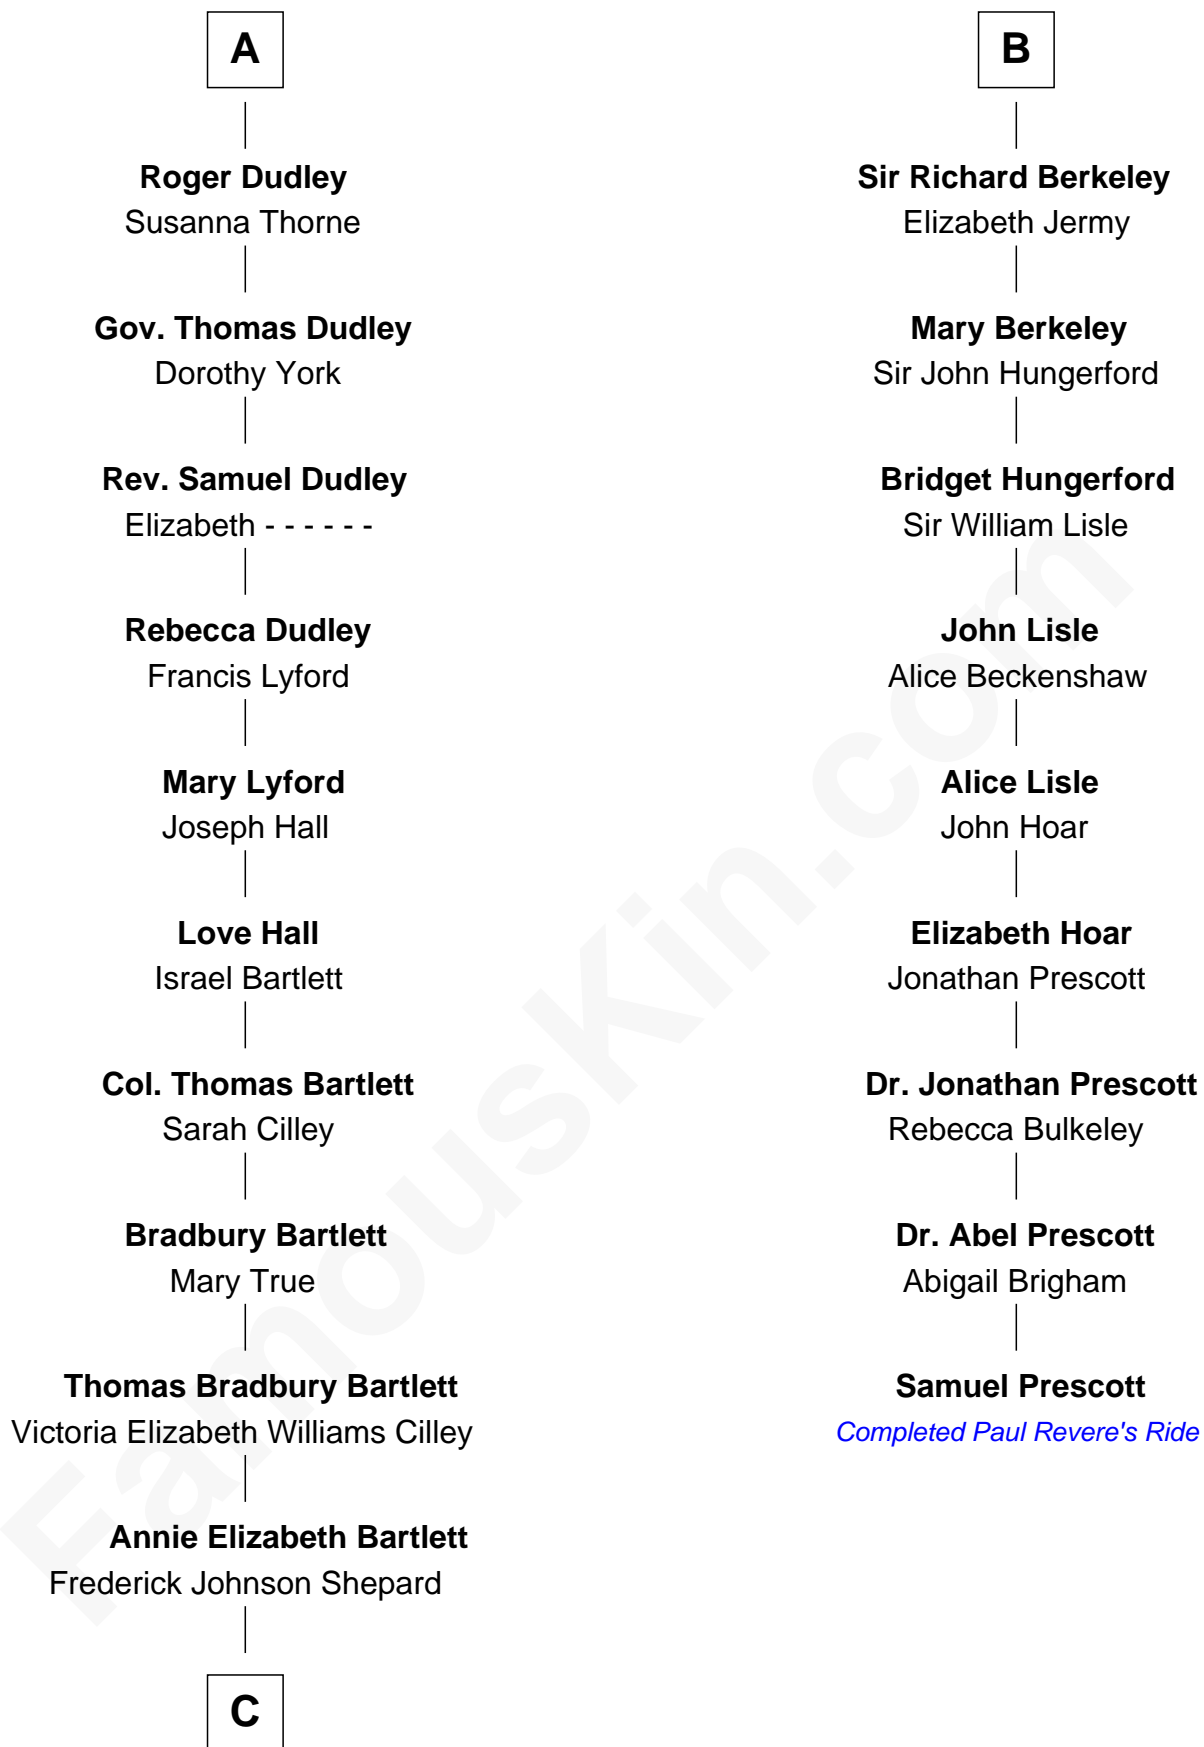 A
Roger Dudley
Susanna Thorne
Gov. Thomas Dudley
Dorothy York
Rev. Samuel Dudley
Elizabeth - - - - - -
Rebecca Dudley
Francis Lyford
Mary Lyford
Joseph Hall
Love Hall
Israel Bartlett
Col. Thomas Bartlett
Sarah Cilley
Bradbury Bartlett
Mary True
Thomas Bradbury Bartlett
Victoria Elizabeth Williams Cilley
Annie Elizabeth Bartlett
Frederick Johnson Shepard
C
B
Sir Richard Berkeley
Elizabeth Jermy
Mary Berkeley
Sir John Hungerford
Bridget Hungerford
Sir William Lisle
John Lisle
Alice Beckenshaw
Alice Lisle
John Hoar
Elizabeth Hoar
Jonathan Prescott
Dr. Jonathan Prescott
Rebecca Bulkeley
Dr. Abel Prescott
Abigail Brigham
Samuel Prescott
Completed Paul Revere's Ride
FamousKin.com